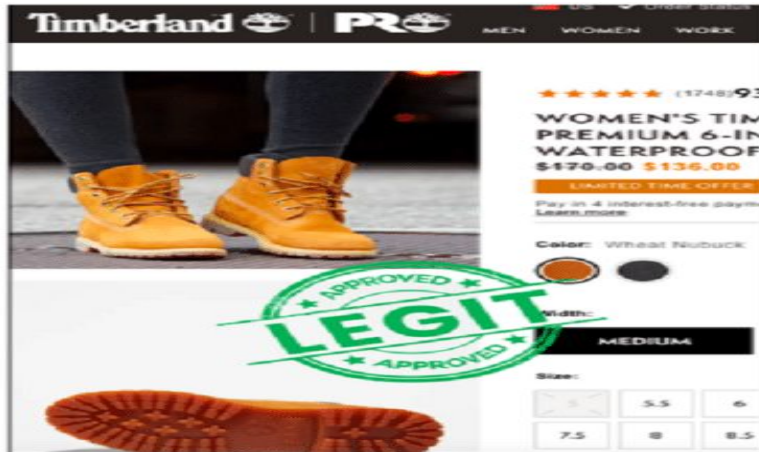 Timberland | PRO
US Order Status
MEN WOMEN WORK
(1748)
WOMEN'S TIM
PREMIUM 6-IN
WATERPROOF
$170.00 $136.00
LIMITED TIME OFFER
Pay in 4 interest-free paym
Learn more
Color: Wheat Nubuck
APPROVED
LEGIT
APPROVED
Width:
MEDIUM
Size:
5 5.5 6
7.5 8 8.5